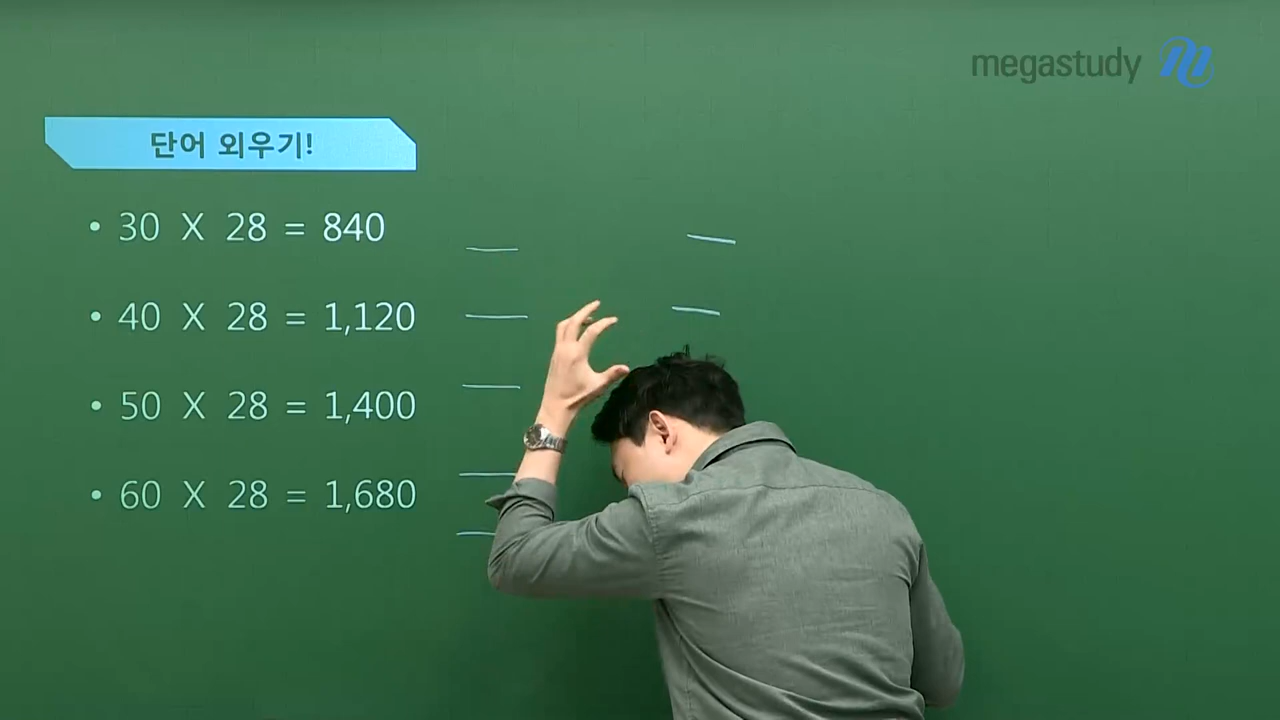 megastudy
단어 외우기!
• 30 X 28 = 840
• 40 X 28 = 1,120
• 50 X 28 = 1,400
• 60 X 28 = 1,680